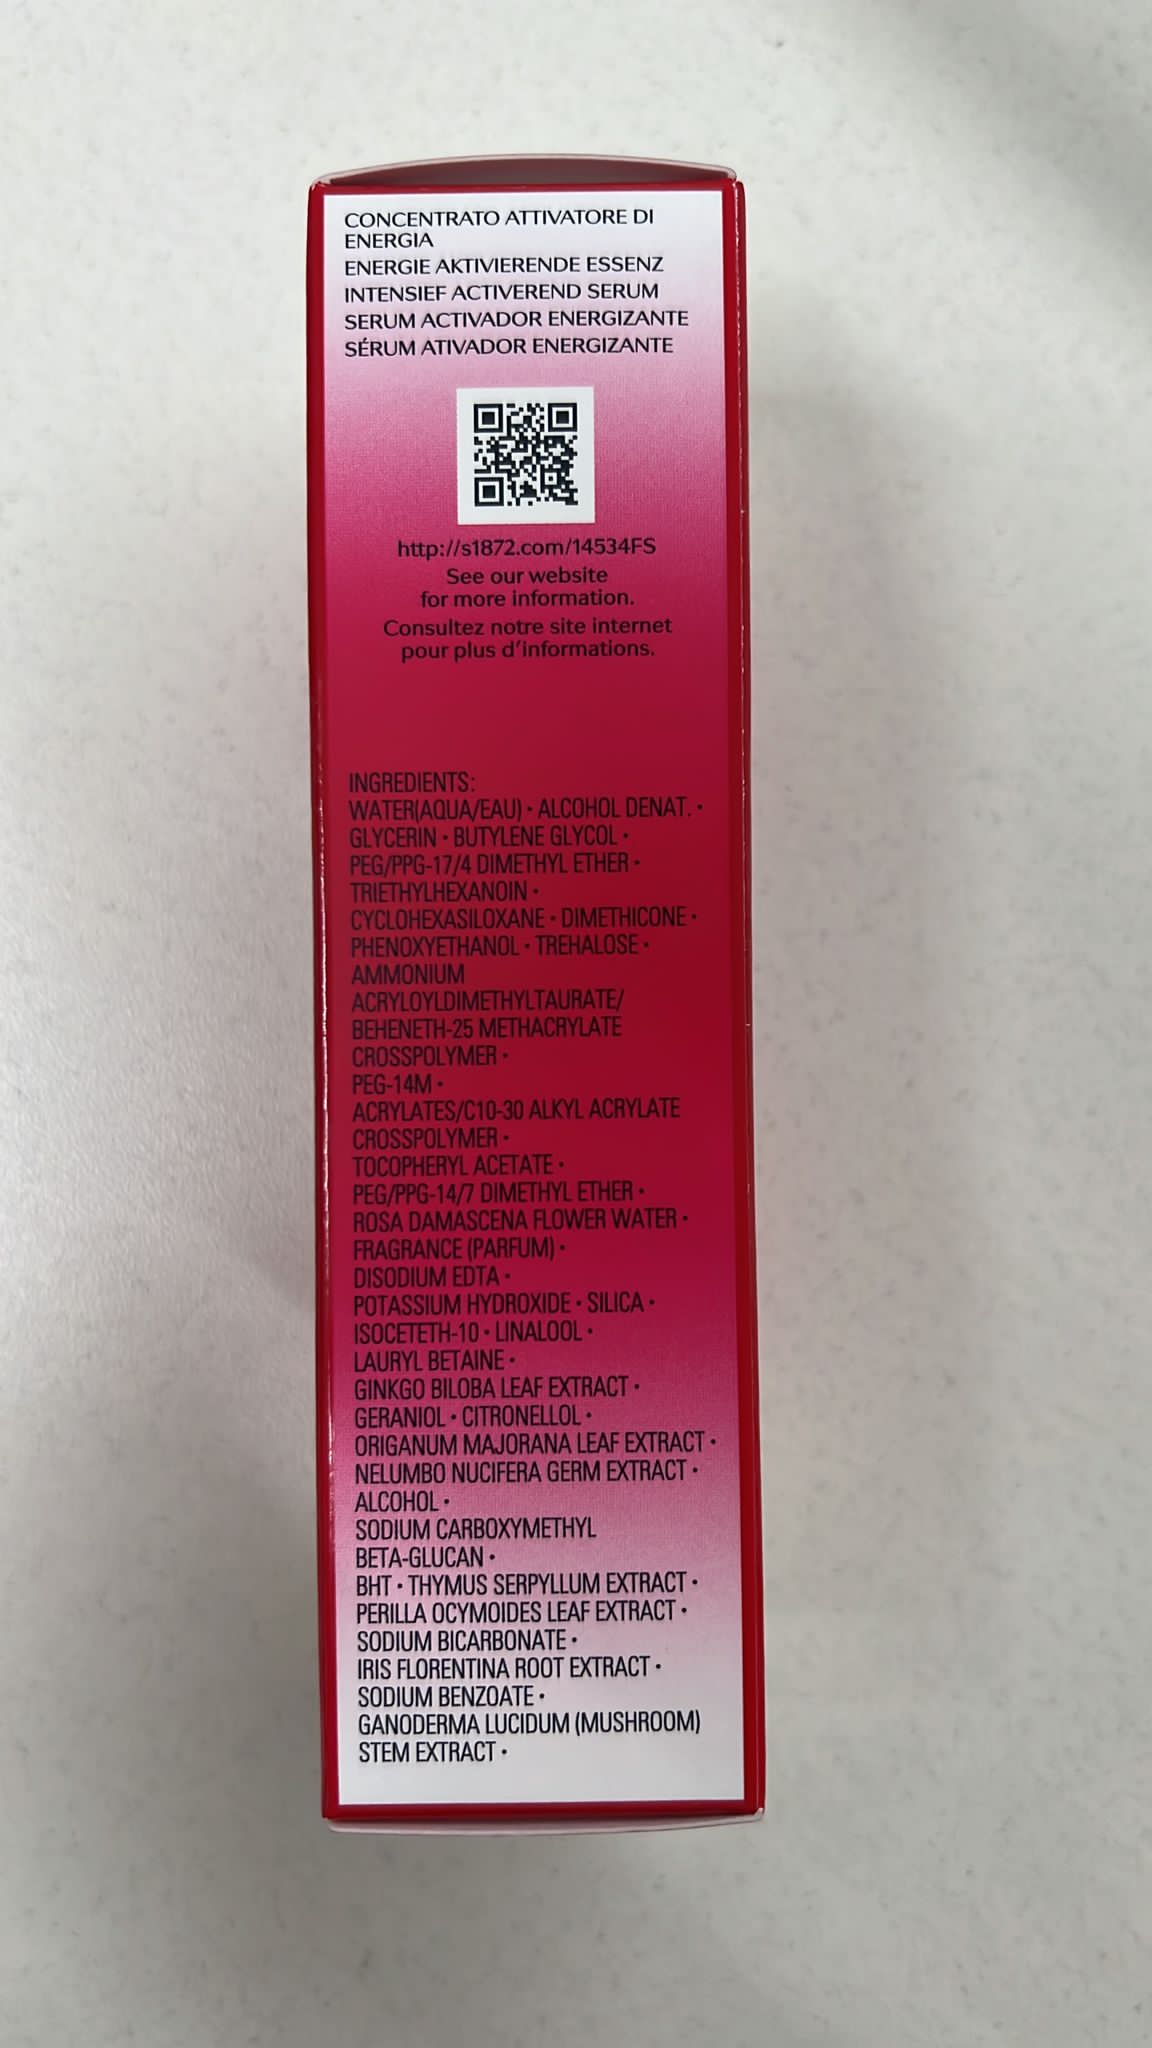 CONCENTRATO ATTIVATORE DI
ENERGIA
ENERGIE AKTIVIERENDE ESSENZ
INTENSIEF ACTIVEREND SERUM
SERUM ACTIVADOR ENERGIZANTE
SÉRUM ATIVADOR ENERGIZANTE
http://s1872.com/14534FS
See our website
for more information.
Consultez notre site internet
pour plus d'informations.
INGREDIENTS:
WATER(AQUA/EAU) • ALCOHOL DENAT. •
GLYCERIN • BUTYLENE GLYCOL •
PEG/PPG-17/4 DIMETHYL ETHER •
TRIETHYLHEXANOIN •
CYCLOHEXASILOXANE • DIMETHICONE •
PHENOXYETHANOL • TREHALOSE •
AMMONIUM
ACRYLOYLDIMETHYLTAURATE/
BEHENETH-25 METHACRYLATE
CROSSPOLYMER •
PEG-14M •
ACRYLATES/C10-30 ALKYL ACRYLATE
CROSSPOLYMER •
TOCOPHERYL ACETATE •
PEG/PPG-14/7 DIMETHYL ETHER •
ROSA DAMASCENA FLOWER WATER •
FRAGRANCE (PARFUM) •
DISODIUM EDTA •
POTASSIUM HYDROXIDE • SILICA •
ISOCETETH-10 • LINALOOL •
LAURYL BETAINE •
GINKGO BILOBA LEAF EXTRACT •
GERANIOL • CITRONELLOL •
ORIGANUM MAJORANA LEAF EXTRACT •
NELUMBO NUCIFERA GERM EXTRACT •
ALCOHOL •
SODIUM CARBOXYMETHYL
BETA-GLUCAN •
BHT • THYMUS SERPYLLUM EXTRACT •
PERILLA OCYMOIDES LEAF EXTRACT •
SODIUM BICARBONATE •
IRIS FLORENTINA ROOT EXTRACT •
SODIUM BENZOATE •
GANODERMA LUCIDUM (MUSHROOM)
STEM EXTRACT •